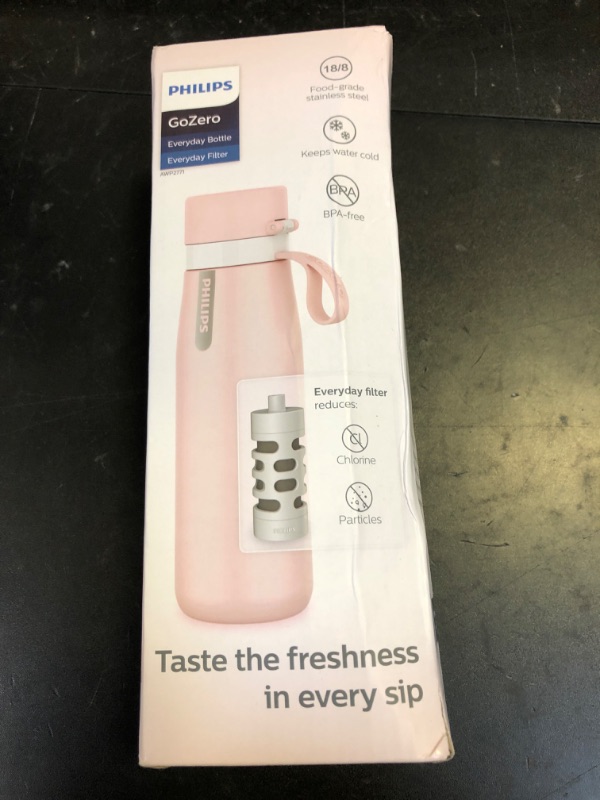 PHILIPS
GoZero
Everyday Bottle
Everyday Filter
18/8
Food-grade
stainless steel
Keeps water cold
BPA
BPA-free
PHILIPS
Everyday filter
reduces:
Cl
Chlorine
Particles
Taste the freshness
in every sip